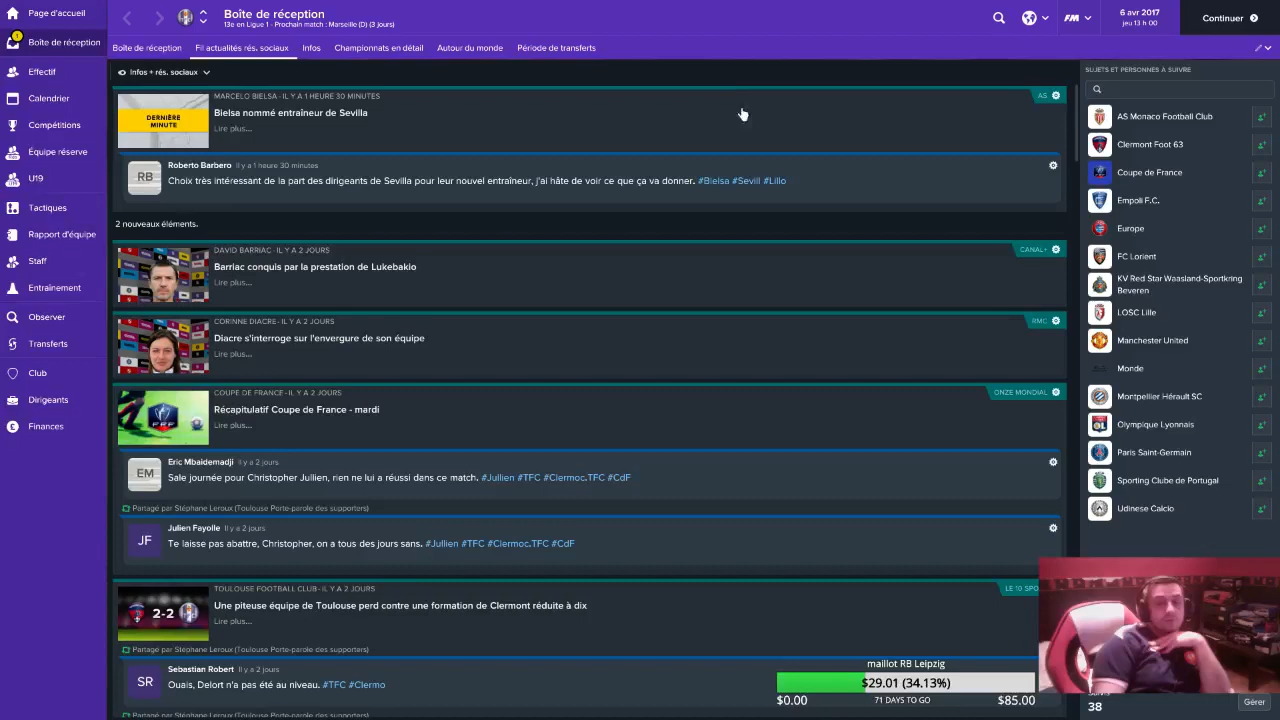 Page d'accueil
1
Boîte de réception
Effectif
Calendrier
Compétitions
Équipe réserve
U19
Tactiques
Rapport d'équipe
Staff
Entraînement
Observer
Transferts
Club
Dirigeants
Finances
Boîte de réception
13e en Ligue 1 - Prochain match : Marseille (D) (3 jours)
FM
6 avr 2017
jeu 13 h 00
Continuer
Boîte de réception
Fil actualités rés. sociaux
Infos
Championnats en détail
Autour du monde
Période de transferts
Infos + rés. sociaux
MARCELO BIELSA - IL Y A 1 HEURE 30 MINUTES
AS
DERNIÈRE
MINUTE
Bielsa nommé entraîneur de Sevilla
Lire plus...
RB
Roberto Barbero Il y a 1 heure 30 minutes
Choix très intéressant de la part des dirigeants de Sevilla pour leur nouvel entraîneur, j'ai hâte de voir ce que ça va donner. #Bielsa #Sevill #Lillo
2 nouveaux éléments.
DAVID BARRIAC - IL Y A 2 JOURS
CANAL+
Barriac conquis par la prestation de Lukebakio
Lire plus...
CORINNE DIACRE - IL Y A 2 JOURS
RMC
Diacre s'interroge sur l'envergure de son équipe
Lire plus...
COUPE DE FRANCE - IL Y A 2 JOURS
ONZE MONDIAL
FFF
Récapitulatif Coupe de France - mardi
Lire plus...
EM
Eric Mbaidemadji Il y a 2 jours
Sale journée pour Christopher Jullien, rien ne lui a réussi dans ce match. #Jullien #TFC #Clermoc.TFC #CdF
Partagé par Stéphane Leroux (Toulouse Porte-parole des supporters)
JF
Julien Fayolle Il y a 2 jours
Te laisse pas abattre, Christopher, on a tous des jours sans. #Jullien #TFC #Clermoc.TFC #CdF
TOULOUSE FOOTBALL CLUB - IL Y A 2 JOURS
LE 10 SPO
2-2
Une piteuse équipe de Toulouse perd contre une formation de Clermont réduite à dix
Lire plus...
Partagé par Stéphane Leroux (Toulouse Porte-parole des supporters)
SR
Sebastian Robert Il y a 2 jours
Ouais, Delort n'a pas été au niveau. #TFC #Clermo
Partagé par Stéphane Leroux (Toulouse Porte-parole des supporters)
SUJETS ET PERSONNES À SUIVRE
AS Monaco Football Club
Clermont Foot 63
Coupe de France
Empoli F.C.
Europe
FC Lorient
KV Red Star Waasland-Sportkring
Beveren
LOSC Lille
Manchester United
Monde
Montpellier Hérault SC
Olympique Lyonnais
Paris Saint-Germain
Sporting Clube de Portugal
Udinese Calcio
maillot RB Leipzig
$29.01 (34.13%)
$0.00
71 DAYS TO GO
$85.00
38
Gérer